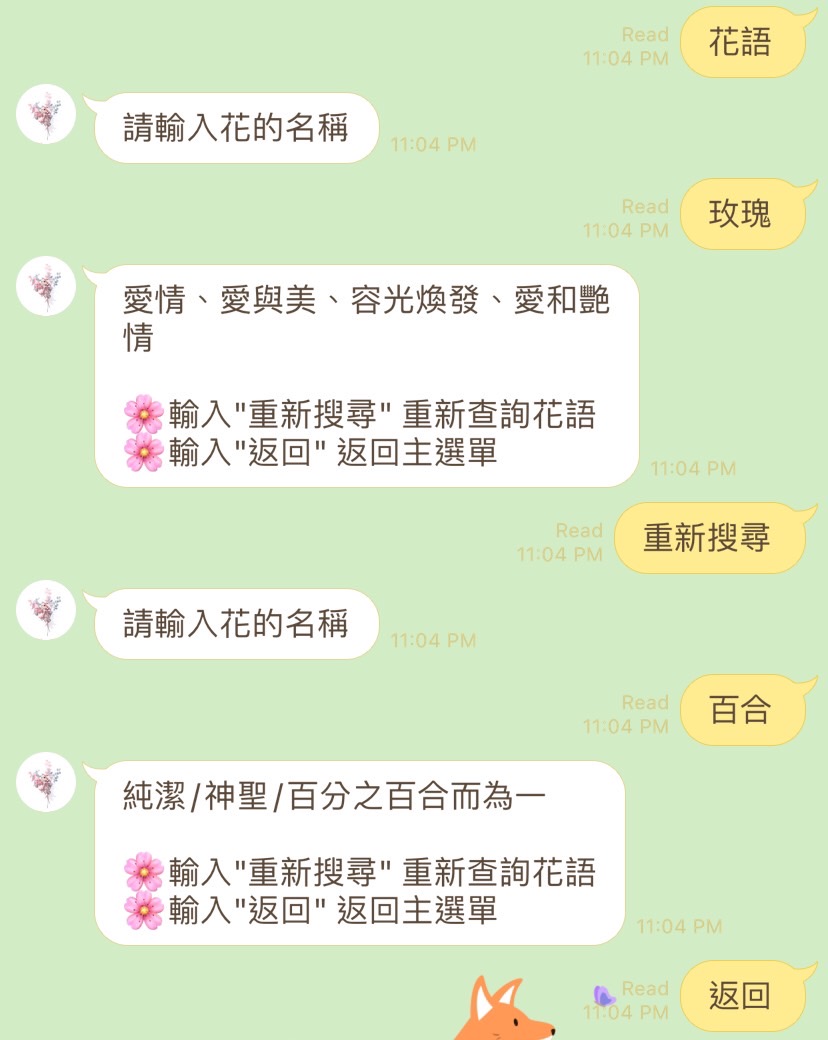 花語
Read
11:04 PM
請輸入花的名稱
11:04 PM
玫瑰
Read
11:04 PM
愛情、愛與美、容光煥發、愛和艷
情
🌸輸入"重新搜尋" 重新查詢花語
🌸輸入"返回" 返回主選單
11:04 PM
重新搜尋
Read
11:04 PM
請輸入花的名稱
11:04 PM
百合
Read
11:04 PM
純潔/神聖/百分之百合而為一
🌸輸入"重新搜尋" 重新查詢花語
🌸輸入"返回" 返回主選單
11:04 PM
返回
Read
11:04 PM